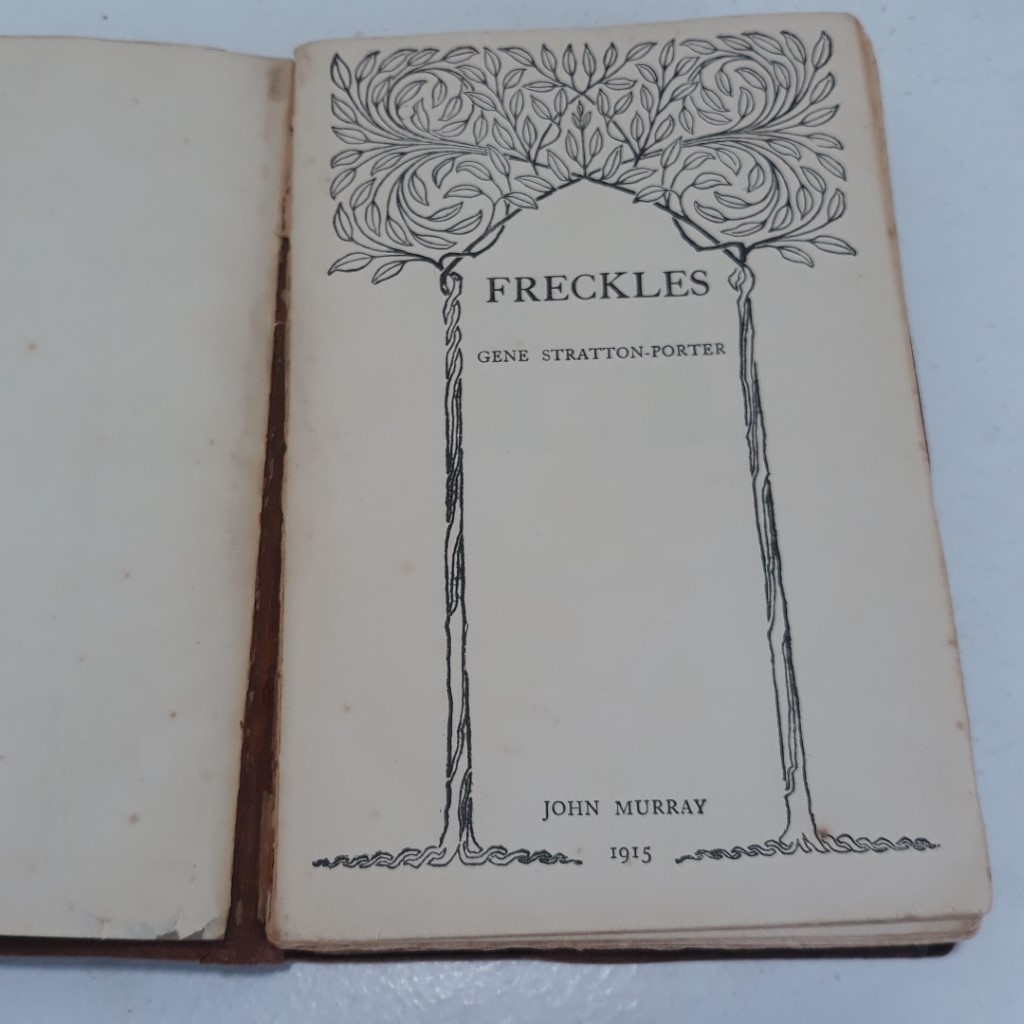 FRECKLES
GENE STRATTON-PORTER
JOHN MURRAY
1915